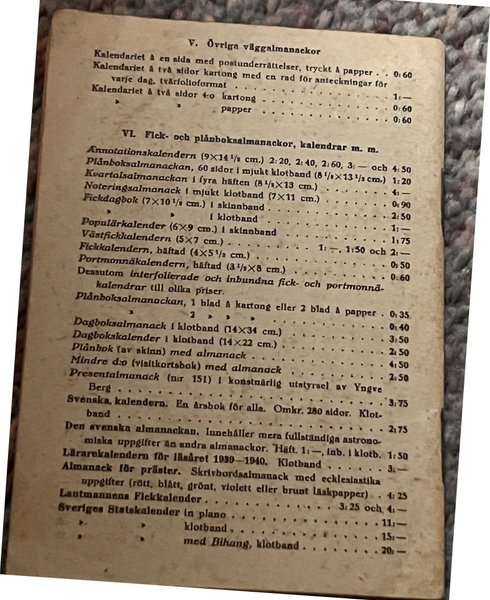 V. Övriga väggalmanackor
Kalendariet å en sida med postunderrättelser, tryckt å papper . . 0:60
Kalendariet å två sidor kartong med en rad för anteckningar för
varje dag, tvärfolioformat . . . . . . . . . . . . . . . . . . . 1:—
Kalendariet å två sidor 4:o kartong . . . . . . . . . . . . . . . 0:60
» » » papper . . . . . . . . . . . . . . . 0:60
VI. Fick- och plånboksalmanackor, kalendrar m. m.
Annotationskalendern (9×14 1/2 cm.) 2:20, 2:40, 2:60, 3:— och 4:50
Plånboksalmanackan, 60 sidor i mjukt klotband (8 1/2×13 1/2 cm.) 1:20
Kvartalsalmanackan i fyra häften (8 1/2×13 cm.) . . . . . . . 4:—
Noteringsalmanack i mjukt klotband (7×11 cm.) . . . . . . . 0:90
Fickdagbok (7×10 1/2 cm.) i skinnband . . . . . . . . . . . . 2:50
» » i klotband . . . . . . . . . . . . 1:—
Populärkalender (6×9 cm.) i skinnband . . . . . . . . . . . . 1:75
Västfickkalendern (5×7 cm.) . . . . . . . . . 1:—, 1:50 och 2:—
Fickkalendern, häftad (4×5 1/2 cm.) . . . . . . . . . . . . . 0:50
Portmonnäkalendern, häftad (3 1/2×8 cm.) . . . . . . . . . . 0:60
Dessutom interfolierade och inbundna fick- och portmonnä-
kalendrar till olika priser.
Plånboksalmanackan, 1 blad å kartong eller 2 blad å papper . 0:35
» 2 » » » . . . . . . . . . . . . 0:40
Dagboksalmanack i klotband (14×34 cm.) . . . . . . . . . . . 3:50
Dagbokskalender i klotband (14×22 cm.) . . . . . . . . . . . 2:50
Plånbok (av skinn) med almanack . . . . . . . . . . . . . . . 4:50
Mindre d:o (visitkortsbok) med almanack . . . . . . . . . . . 2:50
Presentalmanack (n:r 151) i konstnärlig utstyrsel av Yngve
Berg . . . . . . . . . . . . . . . . . . . . . . . . . . . . . 3:75
Svenska kalendern. En årsbok för alla. Omkr. 280 sidor. Klot-
band . . . . . . . . . . . . . . . . . . . . . . . . . . . . . 2:75
Den svenska almanackan. Innehåller mera fullständiga astrono-
miska uppgifter än andra almanackor. Häft. 1:—, inb. i klotb. 1:50
Lärarekalendern för läsåret 1939—1940. Klotband . . . . . . . 3:—
Almanack för präster. Skrivbordsalmanack med ecklesiastika
uppgifter (rött, blått, grönt, violett eller brunt läskpapper) . . 4:25
Lantmannens Fickkalender . . . . . . . . . . . . 3:25 och 4:—
Sveriges Statskalender in plano . . . . . . . . . . . . . . . 11:—
» » klotband . . . . . . . . . . . . . . . . 15:—
» » med Bihang, klotband . . . . . . . . . . 20:—